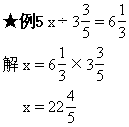 ★例5 x÷3 3/5 = 6 1/3
解 x = 6 1/3 × 3 3/5
x = 22 4/5